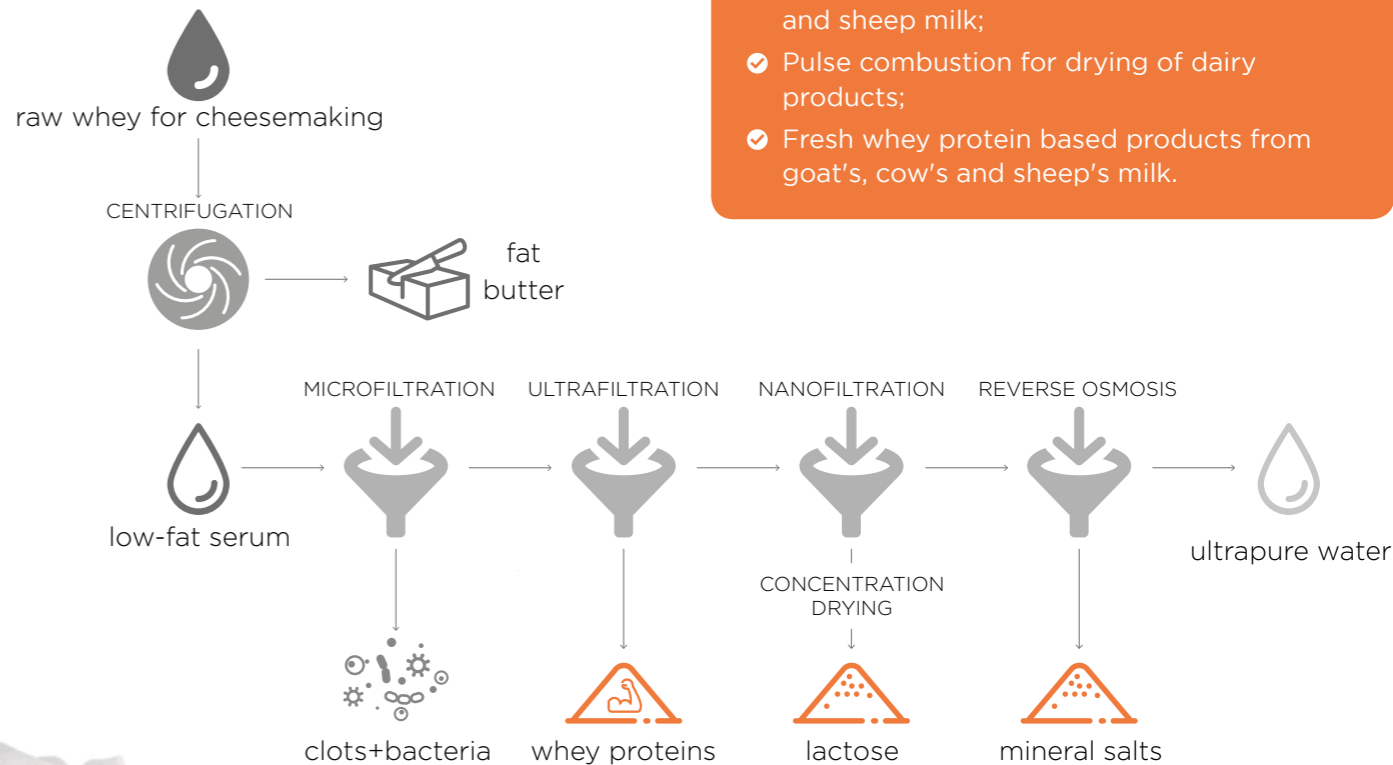 and sheep milk;
Pulse combustion for drying of dairy
products;
Fresh whey protein based products from
goat's, cow's and sheep's milk.
raw whey for cheesemaking
CENTRIFUGATION
fat
butter
MICROFILTRATION
ULTRAFILTRATION
NANOFILTRATION
REVERSE OSMOSIS
low-fat serum
ultrapure water
CONCENTRATION
DRYING
clots+bacteria
whey proteins
lactose
mineral salts